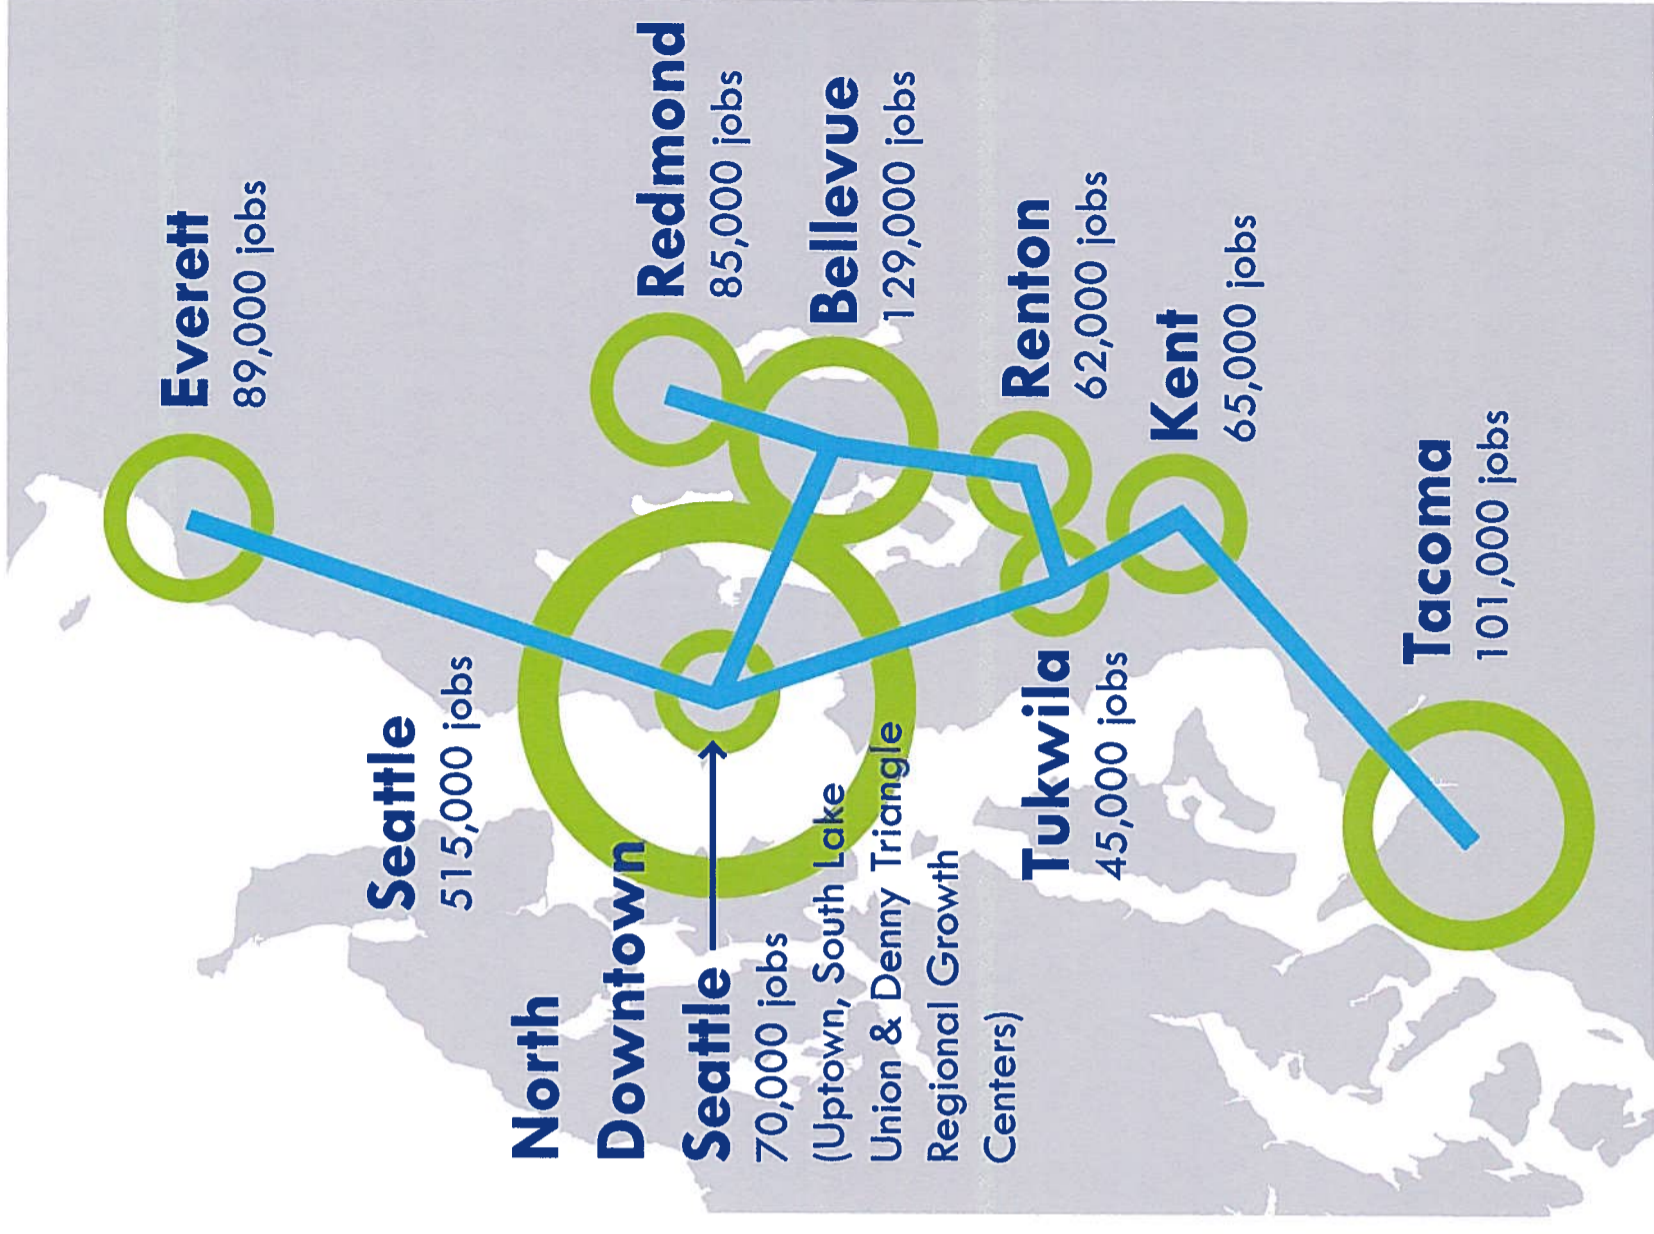 Everett
89,000 jobs
Seattle
515,000 jobs
Redmond
85,000 jobs
Bellevue
129,000 jobs
North
Downtown
Seattle
70,000 jobs
(Uptown, South Lake
Union & Denny Triangle
Regional Growth
Centers)
Renton
62,000 jobs
Tukwila
45,000 jobs
Kent
65,000 jobs
Tacoma
101,000 jobs